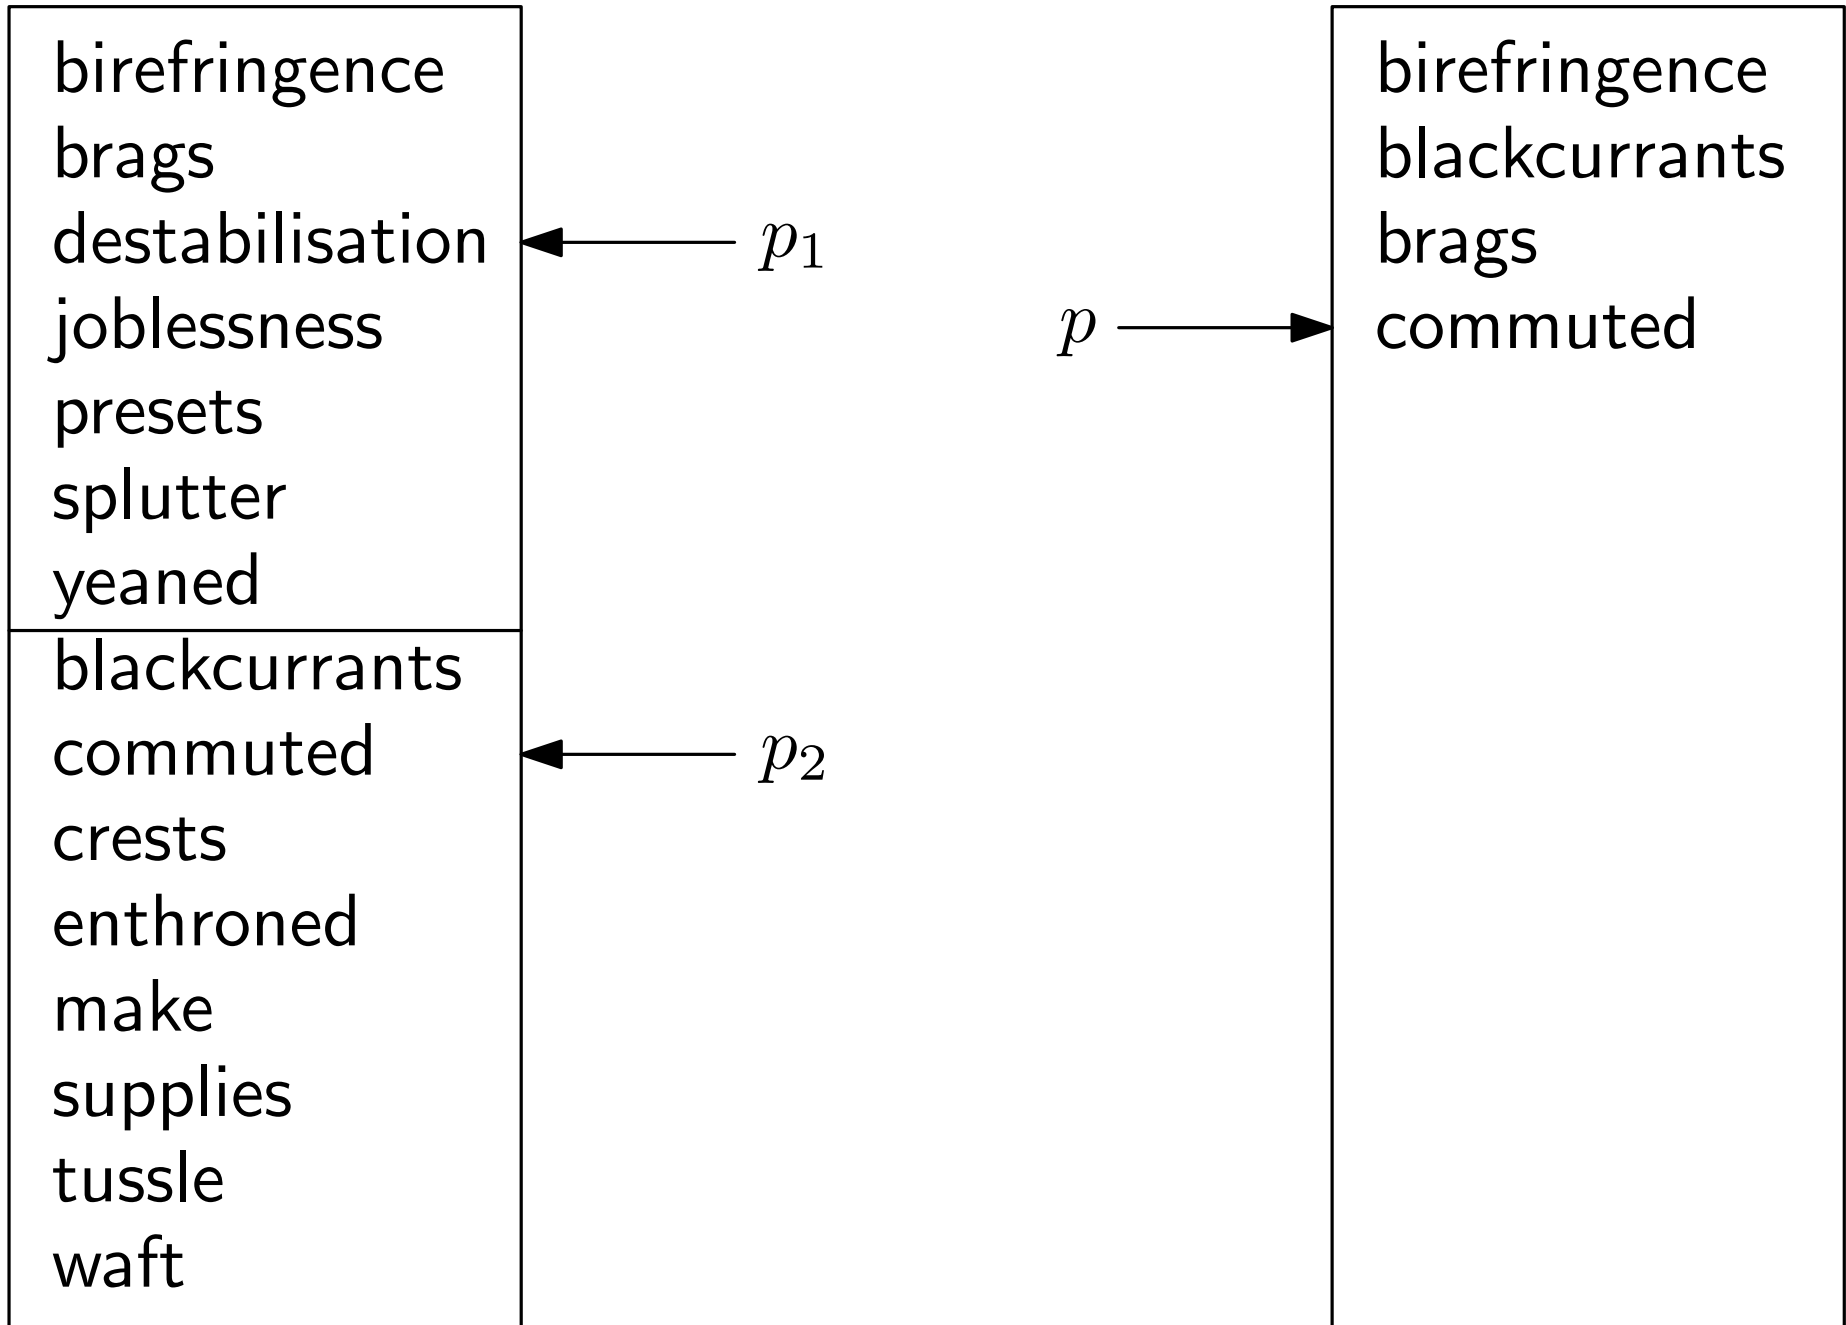 birefringence
brags
destabilisation
joblessness
presets
splutter
yeaned
blackcurrants
commuted
crests
enthroned
make
supplies
tussle
waft
p₁
p₂
p
birefringence
blackcurrants
brags
commuted